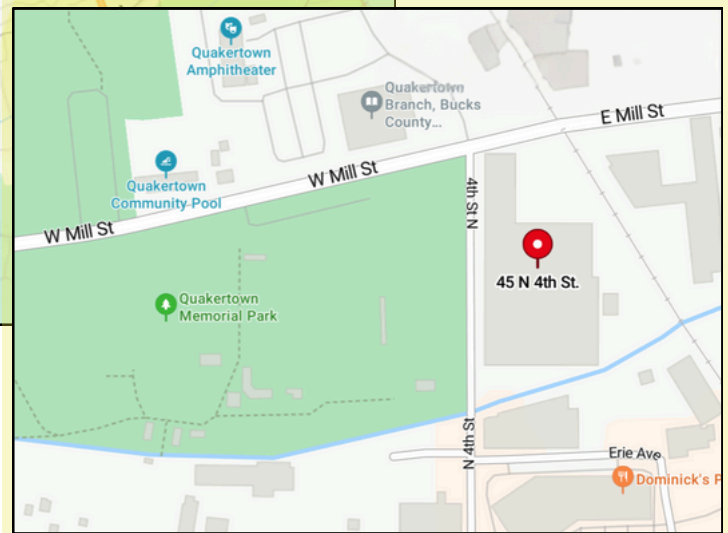 Quakertown
Amphitheater
Quakertown
Branch, Bucks
County...
E Mill St
W Mill St
Quakertown
Community Pool
4th St N
W Mill St
45 N 4th St.
Quakertown
Memorial Park
N 4th St
Erie Ave
Dominick's P